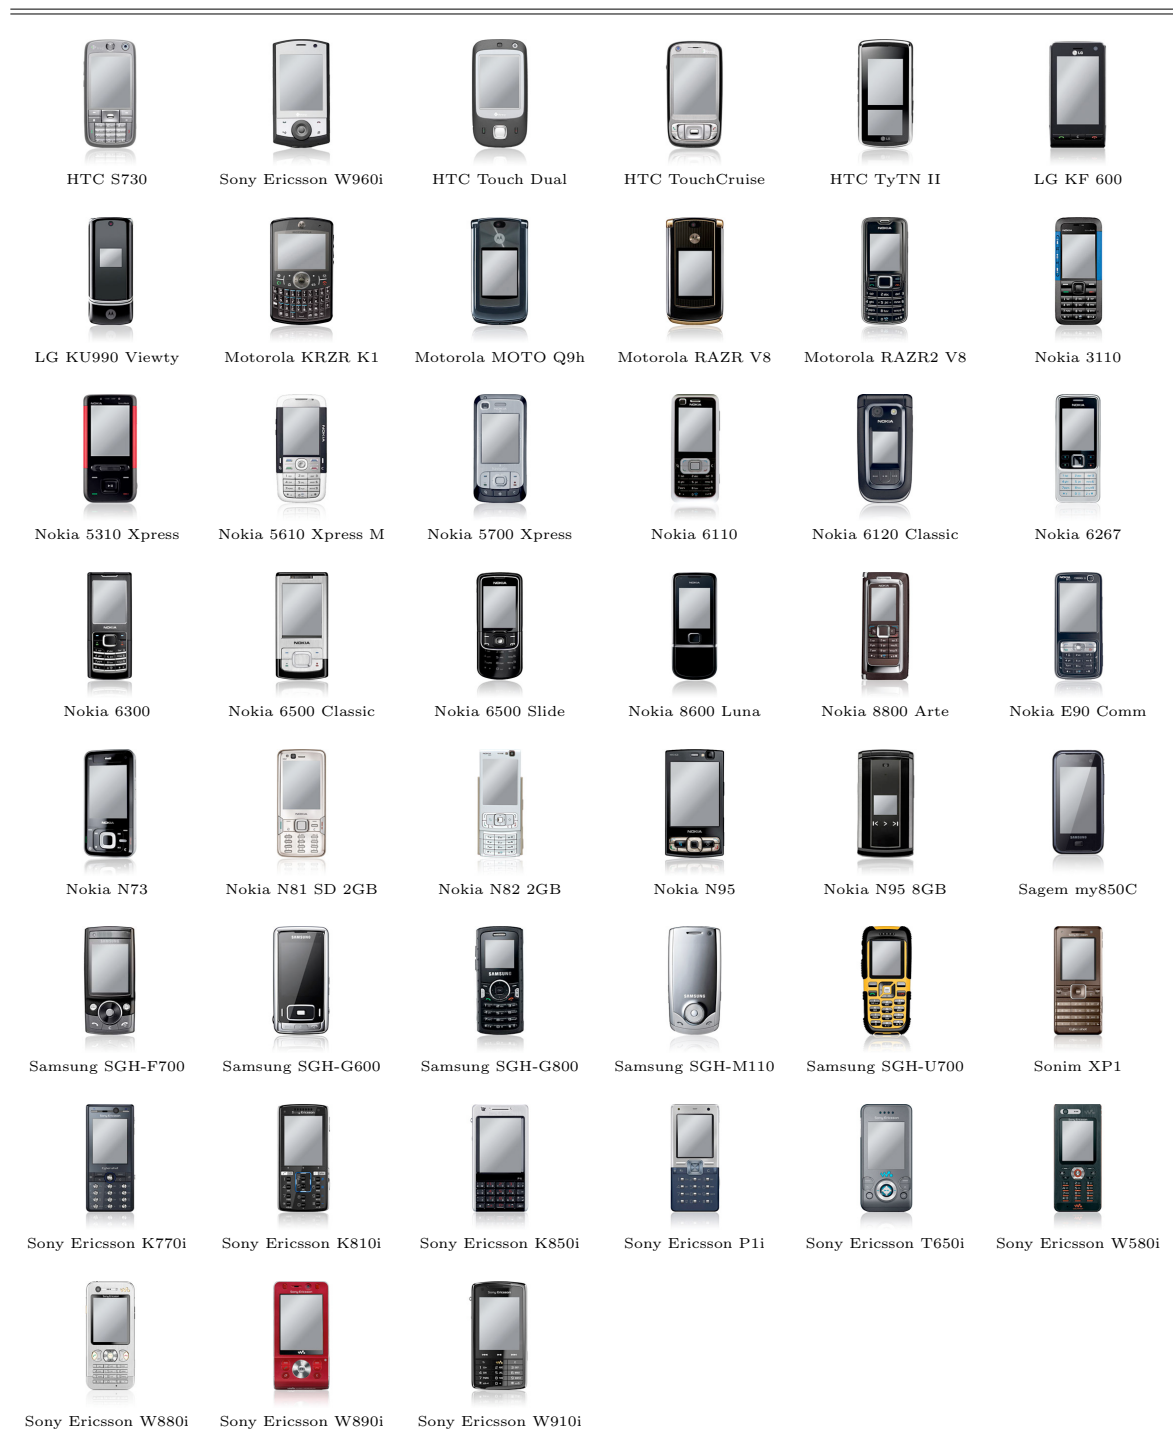 HTC S730
Sony Ericsson W960i
HTC Touch Dual
HTC TouchCruise
HTC TyTN II
LG KF 600
LG KU990 Viewty
Motorola KRZR K1
Motorola MOTO Q9h
Motorola RAZR V8
Motorola RAZR2 V8
Nokia 3110
Nokia 5310 Xpress
Nokia 5610 Xpress M
Nokia 5700 Xpress
Nokia 6110
Nokia 6120 Classic
Nokia 6267
Nokia 6300
Nokia 6500 Classic
Nokia 6500 Slide
Nokia 8600 Luna
Nokia 8800 Arte
Nokia E90 Comm
Nokia N73
Nokia N81 SD 2GB
Nokia N82 2GB
Nokia N95
Nokia N95 8GB
Sagem my850C
Samsung SGH-F700
Samsung SGH-G600
Samsung SGH-G800
Samsung SGH-M110
Samsung SGH-U700
Sonim XP1
Sony Ericsson K770i
Sony Ericsson K810i
Sony Ericsson K850i
Sony Ericsson P1i
Sony Ericsson T650i
Sony Ericsson W580i
Sony Ericsson W880i
Sony Ericsson W890i
Sony Ericsson W910i